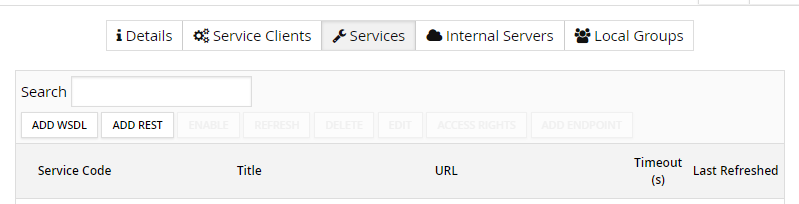 Details Service Clients Services Internal Servers Local Groups
Search
ADD WSDL ADD REST ENABLE REFRESH DELETE EDIT ACCESS RIGHTS ADD ENDPOINT
Service Code Title URL Timeout (s) Last Refreshed